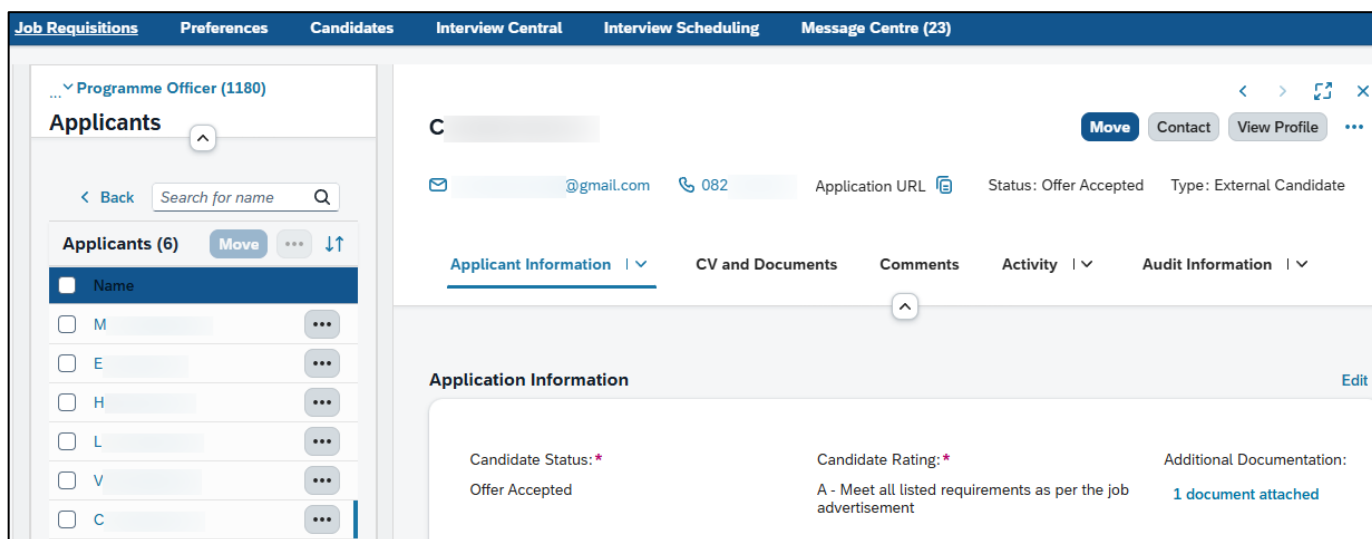 Job Requisitions Preferences Candidates Interview Central Interview Scheduling Message Centre (23)
... Programme Officer (1180)
Applicants
Back Search for name
Applicants (6) Move
Name
M
E
H
L
V
C
C
Move Contact View Profile
@gmail.com 082 Application URL Status: Offer Accepted Type: External Candidate
Applicant Information CV and Documents Comments Activity Audit Information
Application Information Edit
Candidate Status:* Candidate Rating:* Additional Documentation:
Offer Accepted A - Meet all listed requirements as per the job 1 document attached
advertisement